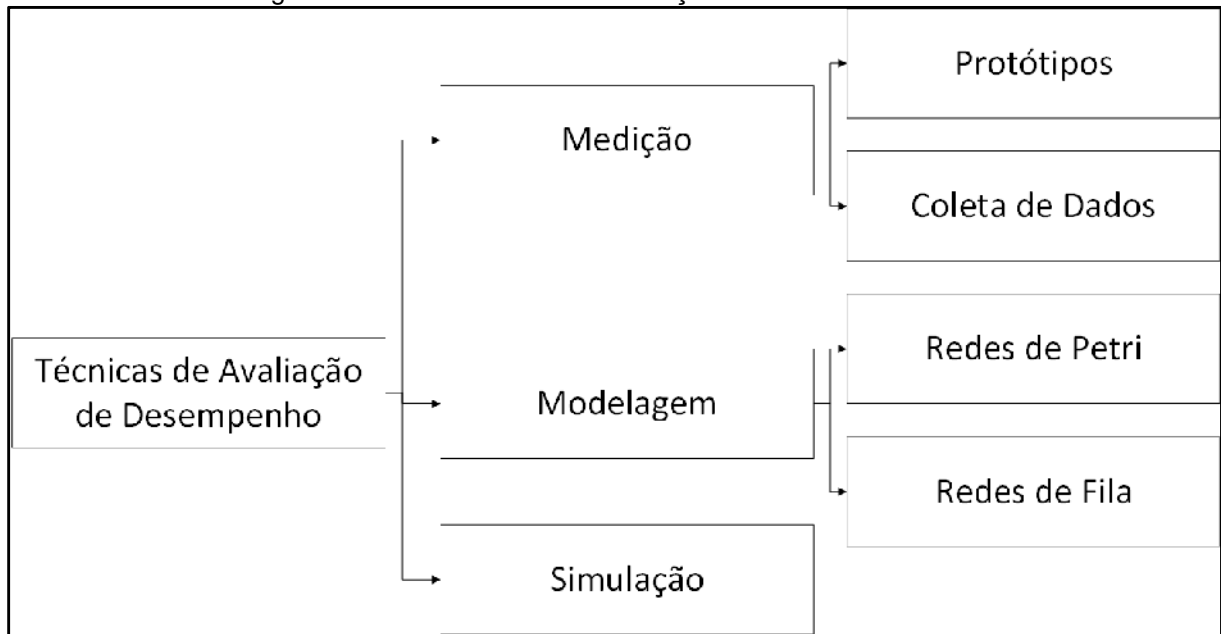 Protótipos
Medição
Coleta de Dados
Redes de Petri
Técnicas de Avaliação
de Desempenho
Modelagem
Redes de Fila
Simulação